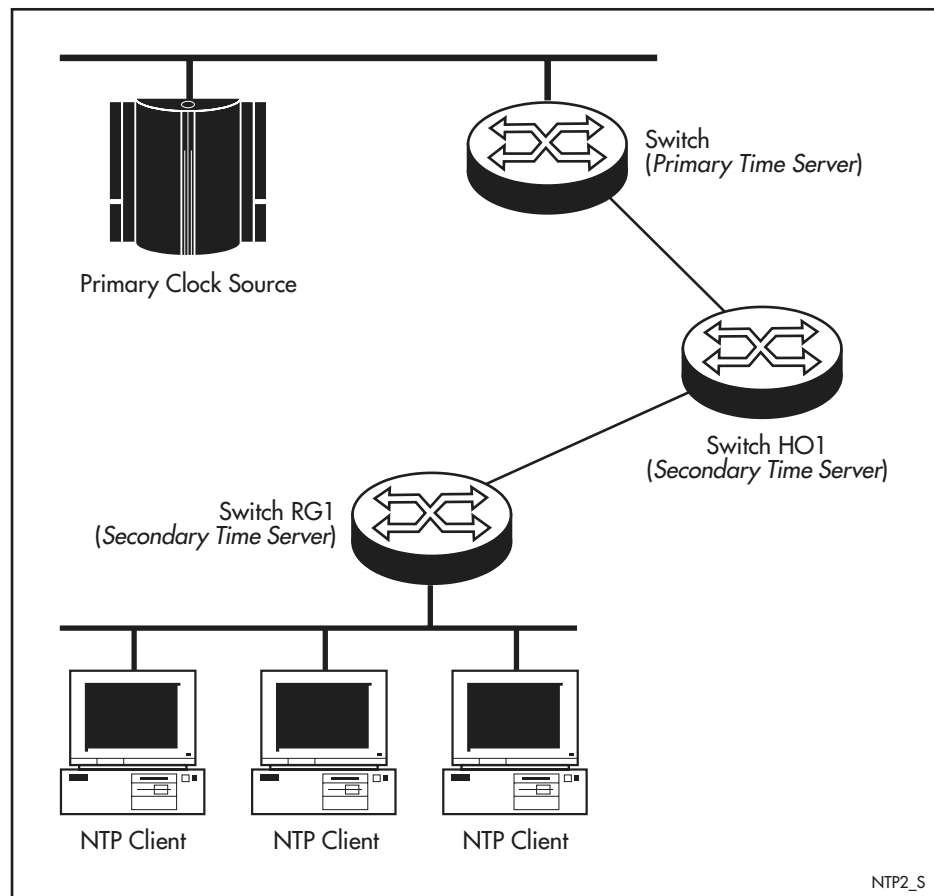 Switch
(Primary Time Server)
Primary Clock Source
Switch HO1
(Secondary Time Server)
Switch RG1
(Secondary Time Server)
NTP Client
NTP Client
NTP Client
NTP2_S